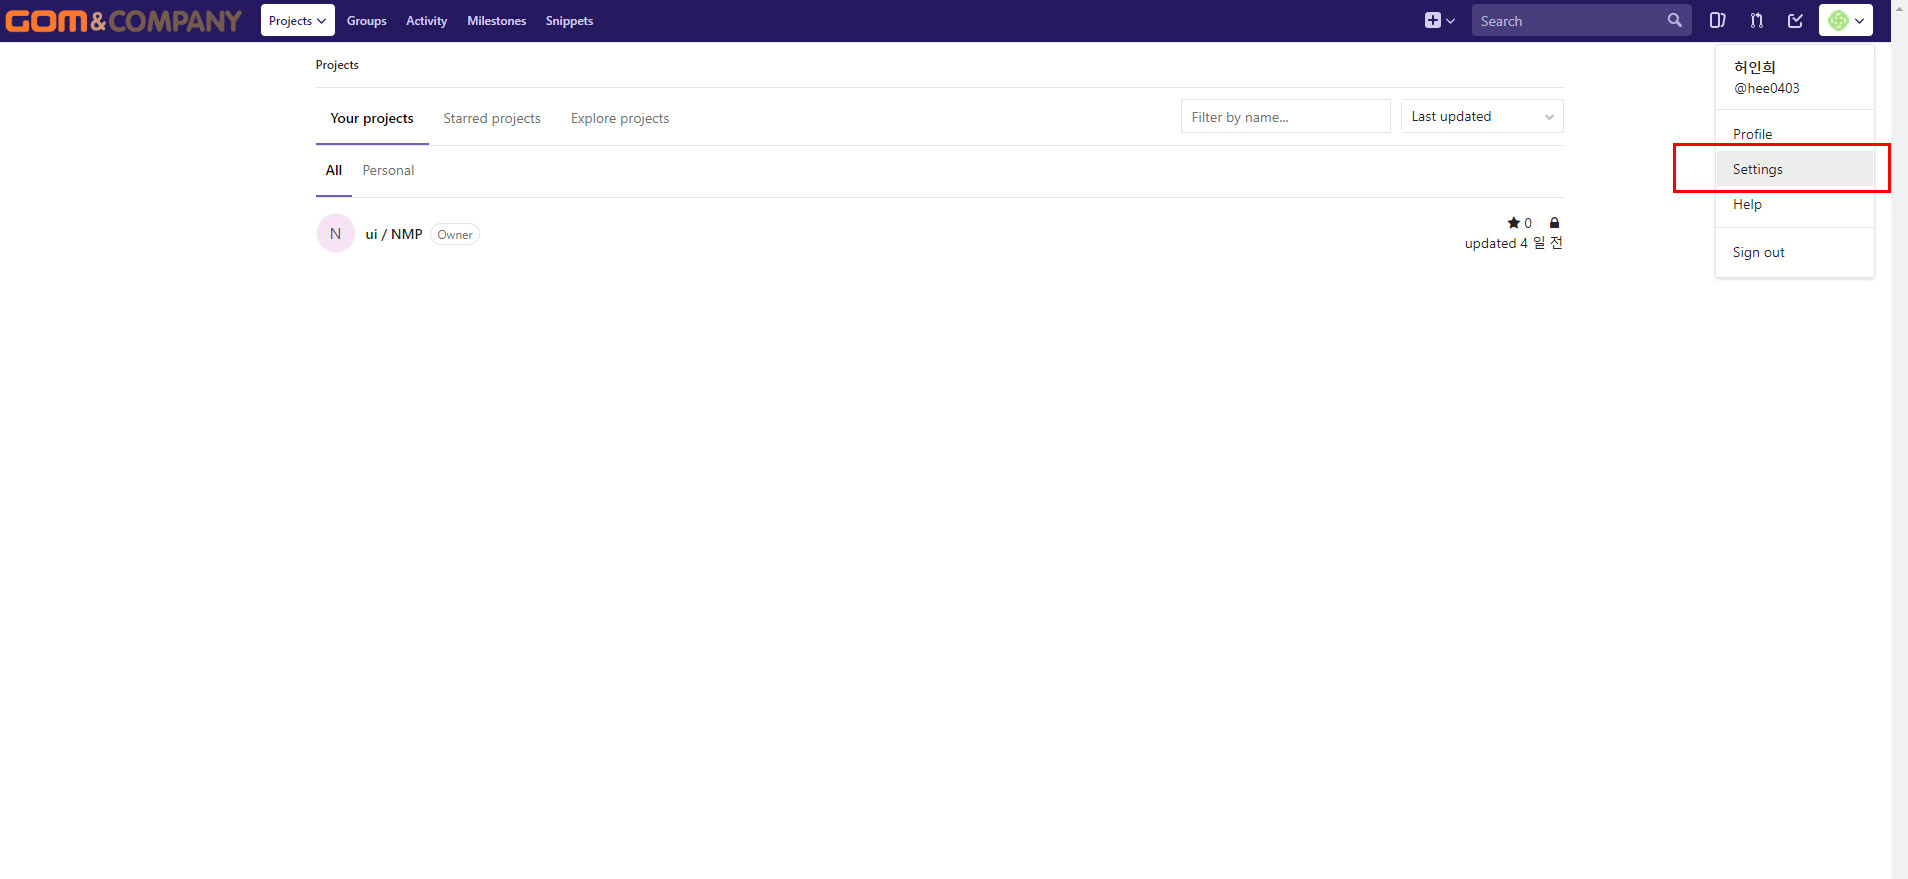 GOM&COMPANY Projects Groups Activity Milestones Snippets Search
허인희
@hee0403
Profile
Settings
Help
Sign out
Projects
Your projects Starred projects Explore projects Filter by name... Last updated
All Personal
N ui / NMP Owner 0
updated 4 일 전